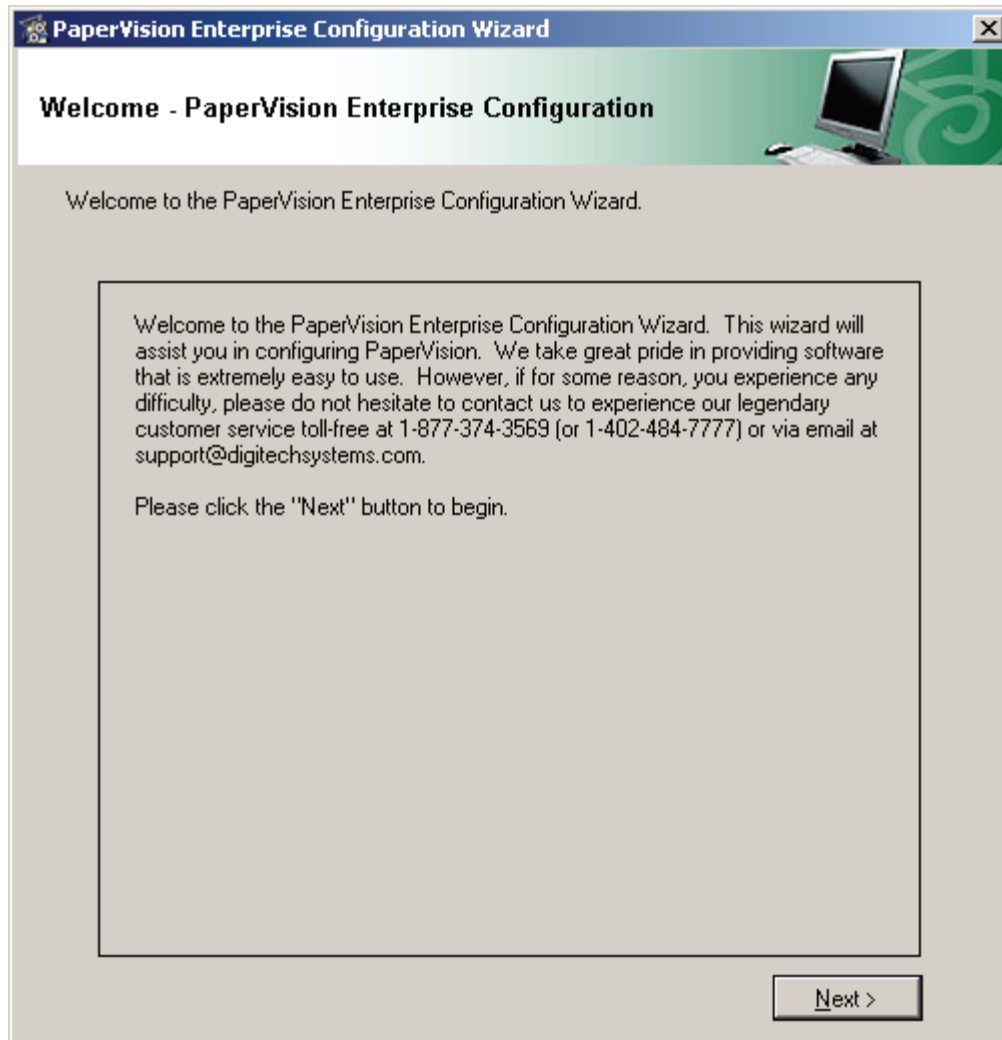 PaperVision Enterprise Configuration Wizard
Welcome - PaperVision Enterprise Configuration
Welcome to the PaperVision Enterprise Configuration Wizard.
Welcome to the PaperVision Enterprise Configuration Wizard.  This wizard will
assist you in configuring PaperVision.  We take great pride in providing software
that is extremely easy to use.  However, if for some reason, you experience any
difficulty, please do not hesitate to contact us to experience our legendary
customer service toll-free at 1-877-374-3569 (or 1-402-484-7777) or via email at
support@digitechsystems.com.
Please click the "Next" button to begin.
Next >